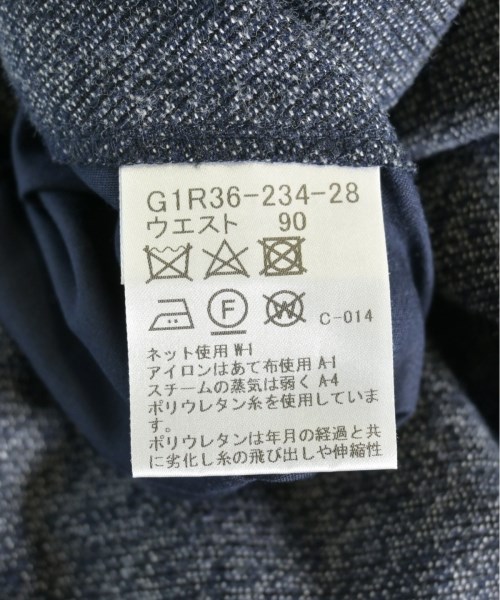 G1R36-234-28
ウエスト 90
F W C-014
ネット使用 W-1
アイロンはあて布使用 A-1
スチームの蒸気は弱く A-4
ポリウレタン糸を使用していま
す。
ポリウレタンは年月の経過と共
に劣化し糸の飛び出しや伸縮性